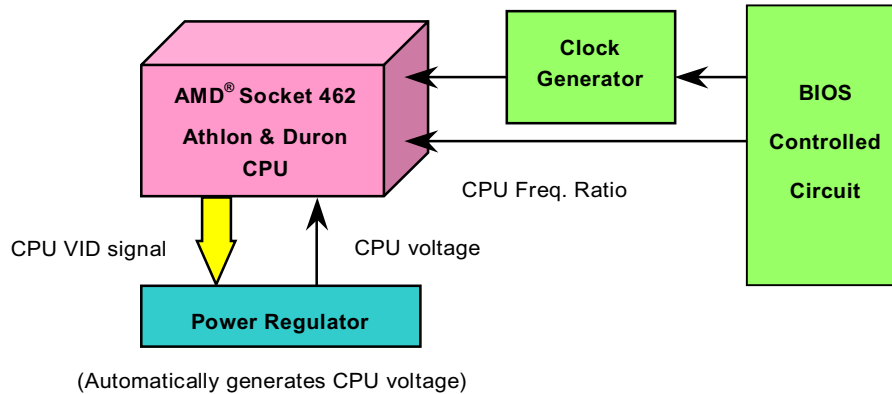 AMD® Socket 462
Athlon & Duron
CPU
Clock
Generator
BIOS
Controlled
Circuit
CPU Freq. Ratio
CPU VID signal
CPU voltage
Power Regulator
(Automatically generates CPU voltage)